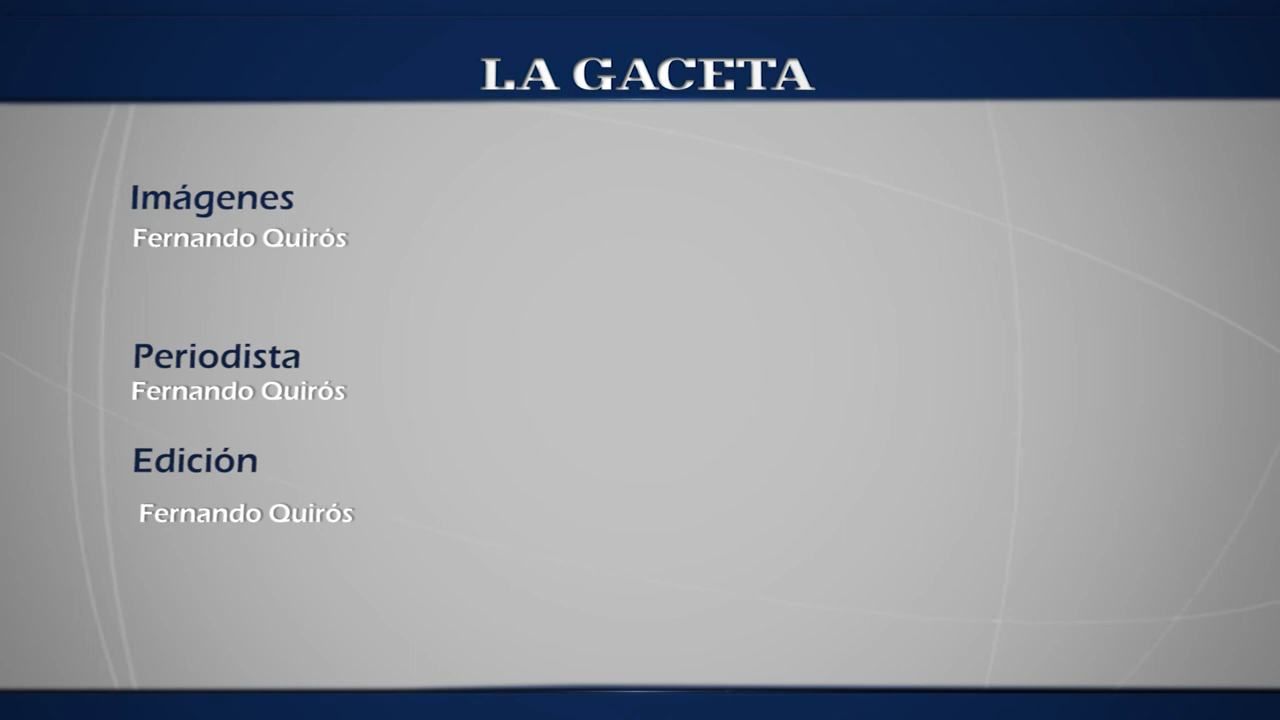 LA GACETA
Imágenes
Fernando Quirós
Periodista
Fernando Quirós
Edición
Fernando Quirós